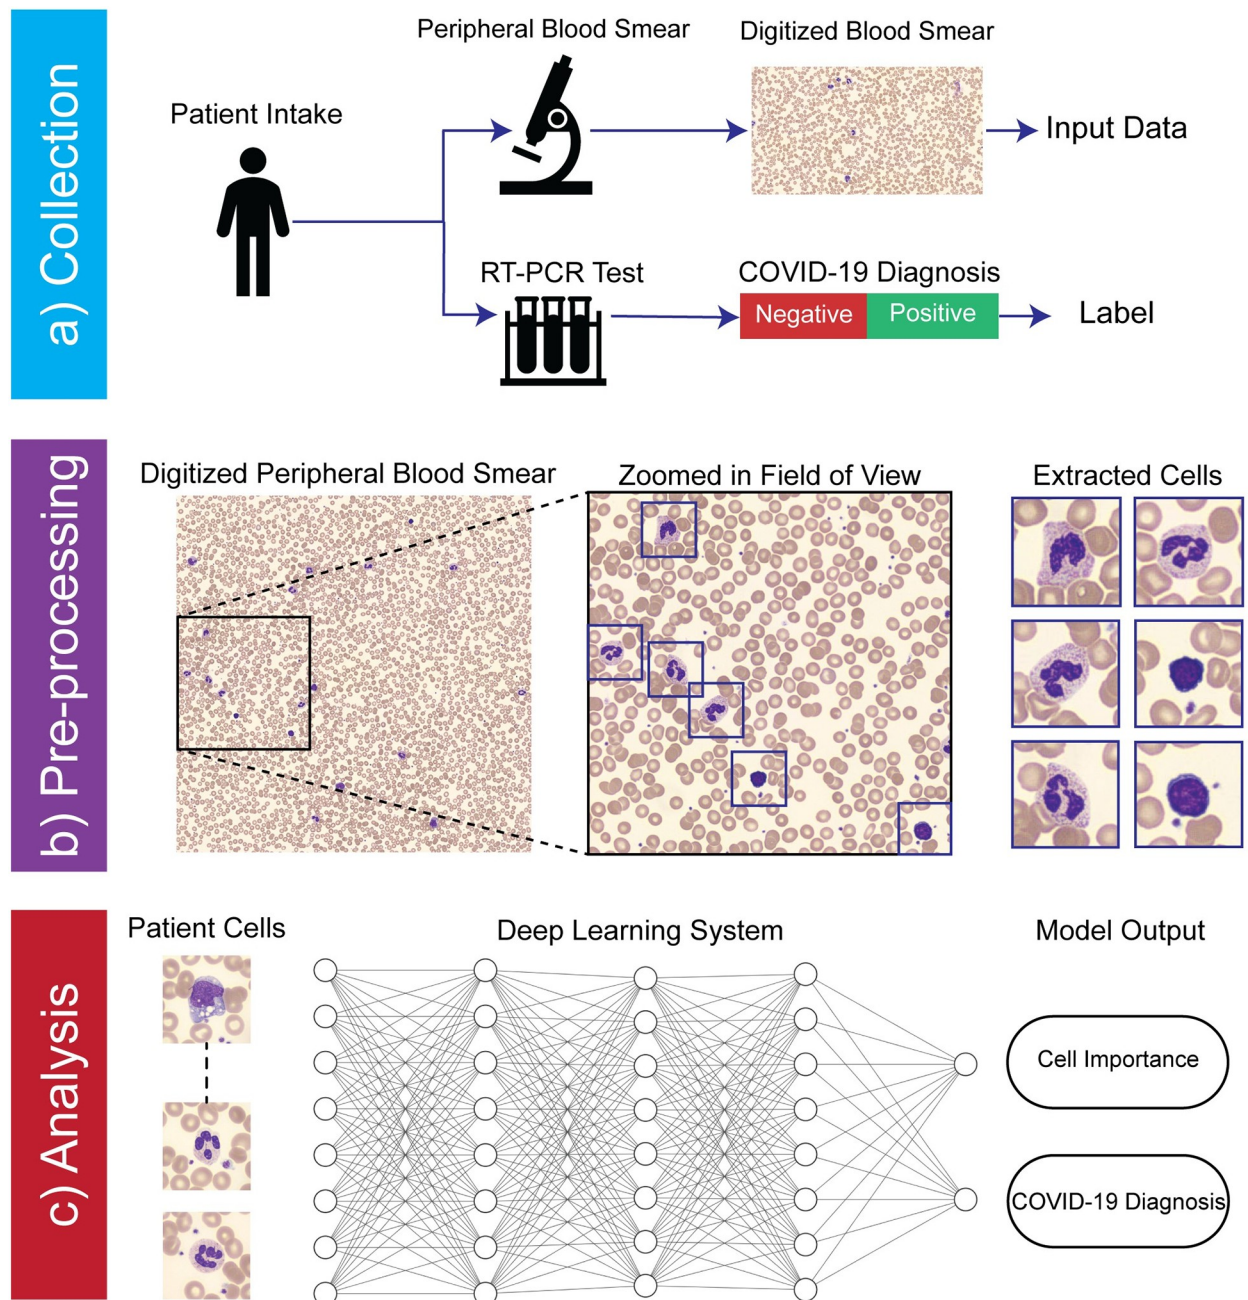 a) Collection
Patient Intake
Peripheral Blood Smear
Digitized Blood Smear
Input Data
RT-PCR Test
COVID-19 Diagnosis
Negative
Positive
Label
b) Pre-processing
Digitized Peripheral Blood Smear
Zoomed in Field of View
Extracted Cells
c) Analysis
Patient Cells
Deep Learning System
Model Output
Cell Importance
COVID-19 Diagnosis